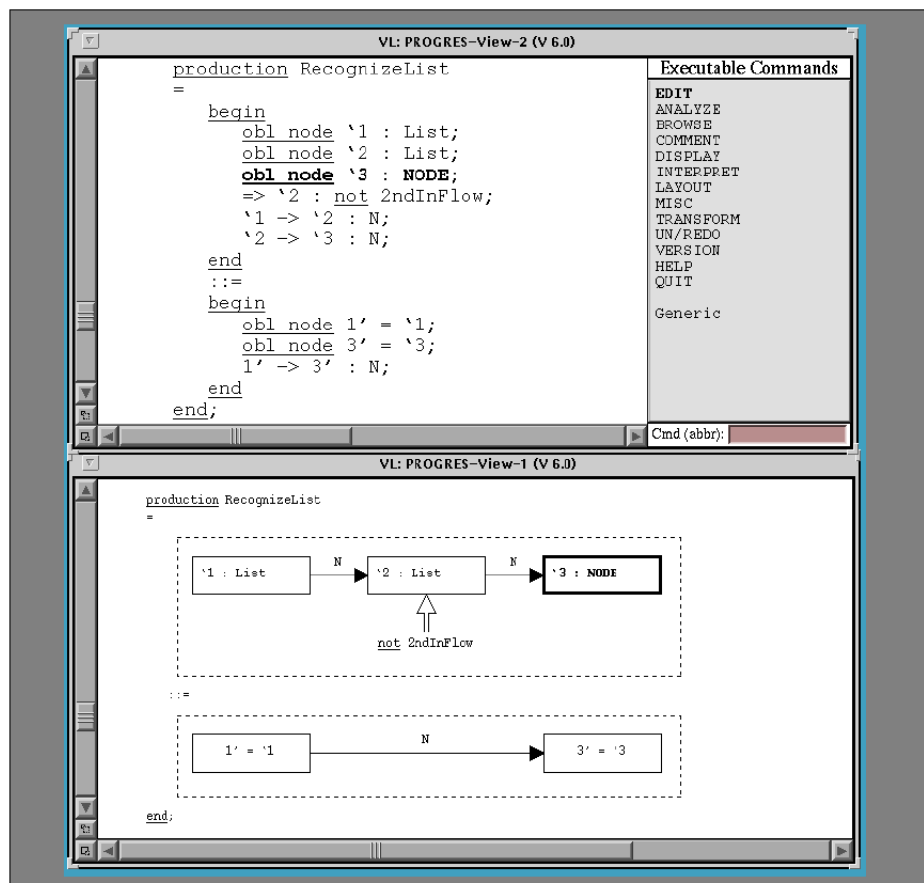 VL: PROGRES-View-2 (V 6.0)
production RecognizeList
=
begin
obl node `1 : List;
obl node `2 : List;
obl node `3 : NODE;
=> `2 : not 2ndInFlow;
`1 -> `2 : N;
`2 -> `3 : N;
end
::=
begin
obl node 1' = `1;
obl node 3' = `3;
1' -> 3' : N;
end
end;
Executable Commands
EDIT
ANALYZE
BROWSE
COMMENT
DISPLAY
INTERPRET
LAYOUT
MISC
TRANSFORM
UN/REDO
VERSION
HELP
QUIT
Generic
Cmd (abbr):
VL: PROGRES-View-1 (V 6.0)
production RecognizeList
=
`1 : List
N
`2 : List
N
`3 : NODE
not 2ndInFlow
::=
1' = `1
N
3' = `3
end;